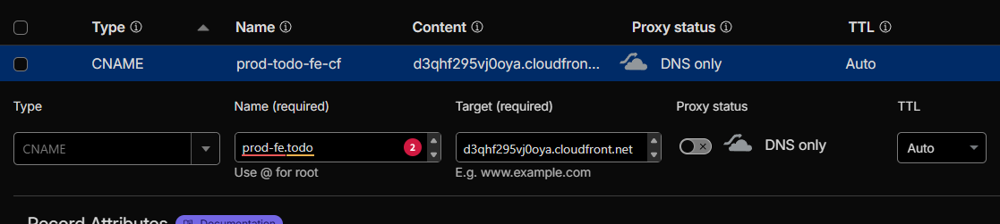 Type Name Content Proxy status TTL
CNAME prod-todo-fe-cf d3qhf295vj0oya.cloudfront... DNS only Auto
Type Name (required) Target (required) Proxy status TTL
CNAME prod-fe.todo 2 d3qhf295vj0oya.cloudfront.net DNS only Auto
Use @ for root E.g. www.example.com
Record Attributes Documentation